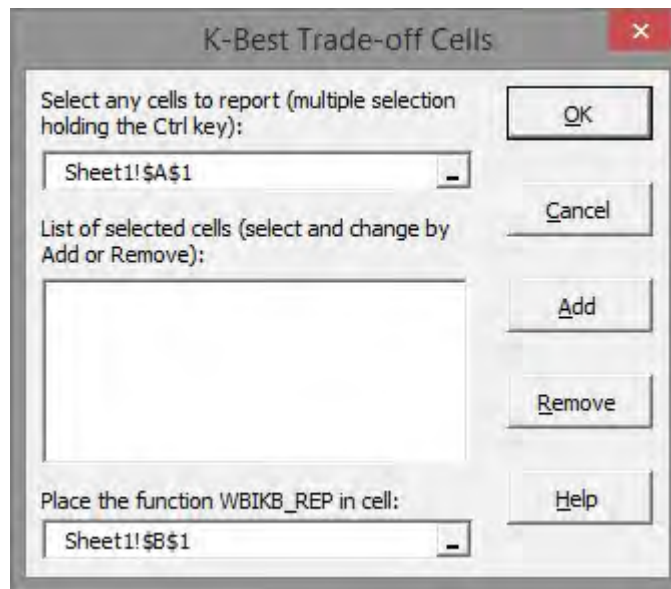 K-Best Trade-off Cells
Select any cells to report (multiple selection
holding the Ctrl key):
OK
Sheet1!$A$1
Cancel
List of selected cells (select and change by
Add or Remove):
Add
Remove
Place the function WBIKB_REP in cell:
Help
Sheet1!$B$1